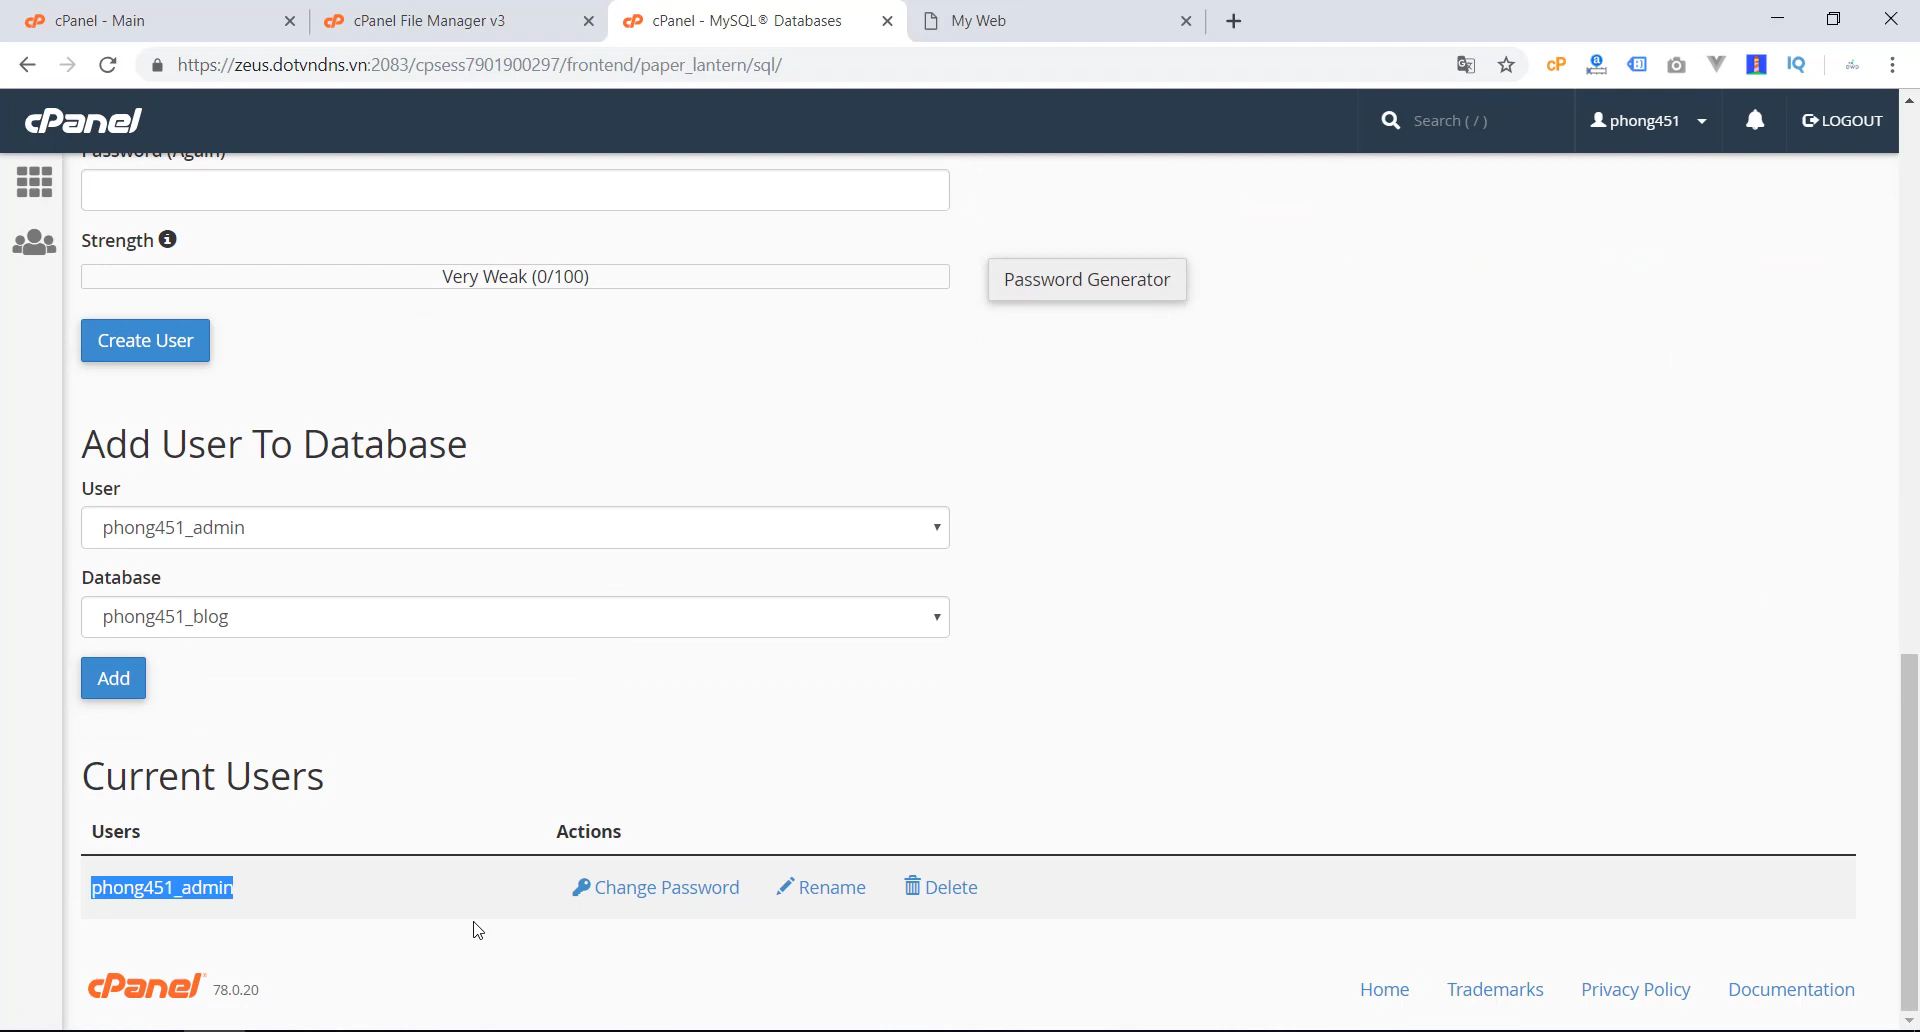 cPanel - Main
cPanel File Manager v3
cPanel - MySQL® Databases
My Web
https://zeus.dotvndns.vn:2083/cpsess7901900297/frontend/paper_lantern/sql/
cP
IQ
cPanel
Search ( / )
phong451
LOGOUT
Password (Again)
Strength
Very Weak (0/100)
Password Generator
Create User
Add User To Database
User
phong451_admin
Database
phong451_blog
Add
Current Users
Users Actions
phong451_admin Change Password Rename Delete
cPanel 78.0.20
Home Trademarks Privacy Policy Documentation